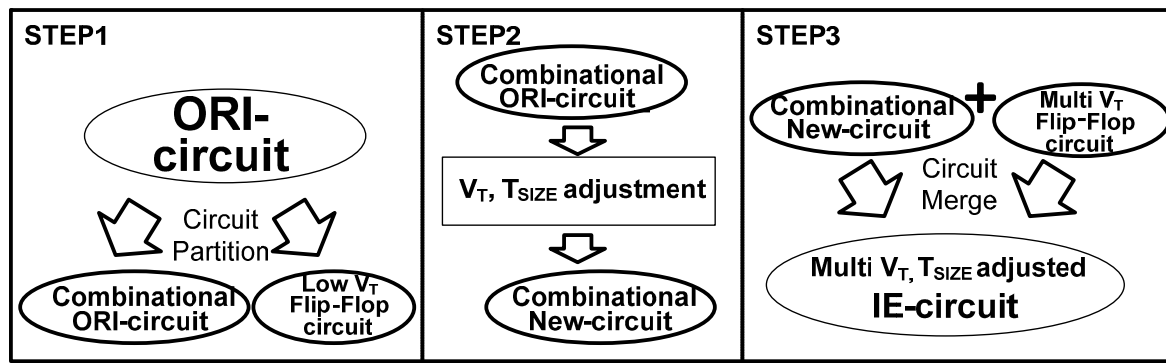 STEP1
ORI-
circuit
Circuit
Partition
Combinational
ORI-circuit
Low VT
Flip-Flop
circuit
STEP2
Combinational
ORI-circuit
VT, TSIZE adjustment
Combinational
New-circuit
STEP3
Combinational
New-circuit
+
Multi VT
Flip-Flop
circuit
Circuit
Merge
Multi VT, TSIZE adjusted
IE-circuit